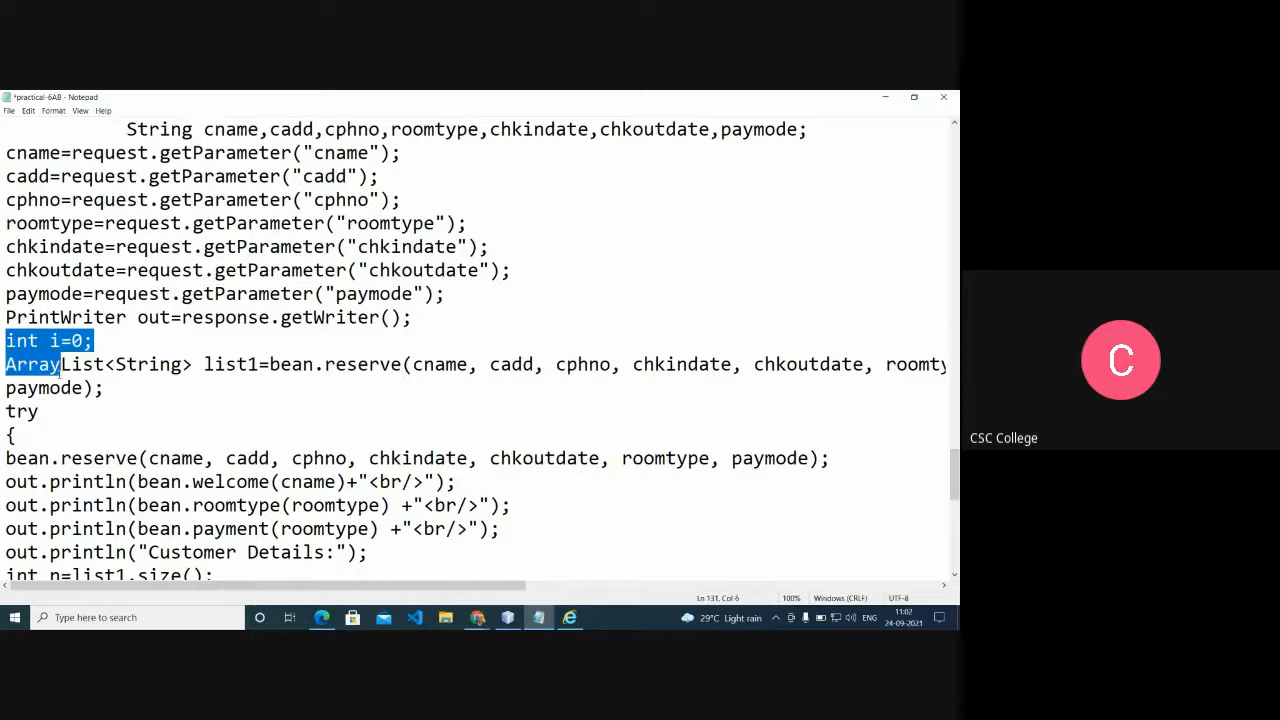 *practical-6AB - Notepad
File Edit Format View Help
String cname,cadd,cphno,roomtype,chkindate,chkoutdate,paymode;
cname=request.getParameter("cname");
cadd=request.getParameter("cadd");
cphno=request.getParameter("cphno");
roomtype=request.getParameter("roomtype");
chkindate=request.getParameter("chkindate");
chkoutdate=request.getParameter("chkoutdate");
paymode=request.getParameter("paymode");
PrintWriter out=response.getWriter();
int i=0;
ArrayList<String> list1=bean.reserve(cname, cadd, cphno, chkindate, chkoutdate, roomty
paymode);
try
{
bean.reserve(cname, cadd, cphno, chkindate, chkoutdate, roomtype, paymode);
out.println(bean.welcome(cname)+"<br/>");
out.println(bean.roomtype(roomtype) +"<br/>");
out.println(bean.payment(roomtype) +"<br/>");
out.println("Customer Details:");
int n=list1.size();
Ln 131, Col 6 100% Windows (CRLF) UTF-8
Type here to search
29°C Light rain
ENG
11:02
24-09-2021
C
CSC College